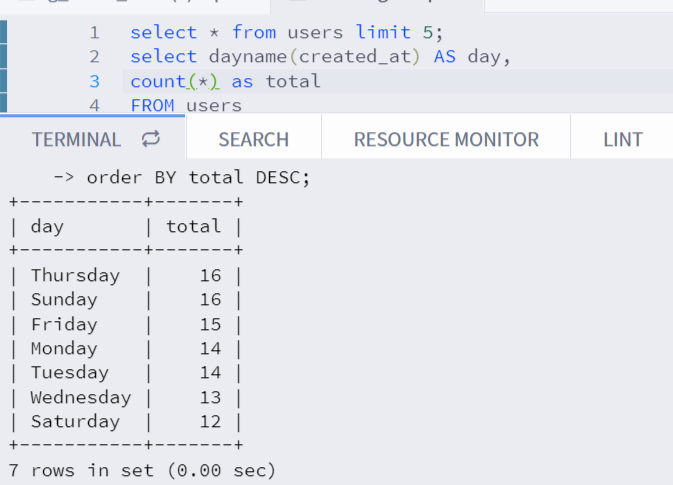 1 select * from users limit 5;
2 select dayname(created_at) AS day,
3 count(*) as total
4 FROM users
TERMINAL SEARCH RESOURCE MONITOR LINT
-> order BY total DESC;
+-----------+-------+
| day       | total |
+-----------+-------+
| Thursday  |    16 |
| Sunday    |    16 |
| Friday    |    15 |
| Monday    |    14 |
| Tuesday   |    14 |
| Wednesday |    13 |
| Saturday  |    12 |
+-----------+-------+
7 rows in set (0.00 sec)